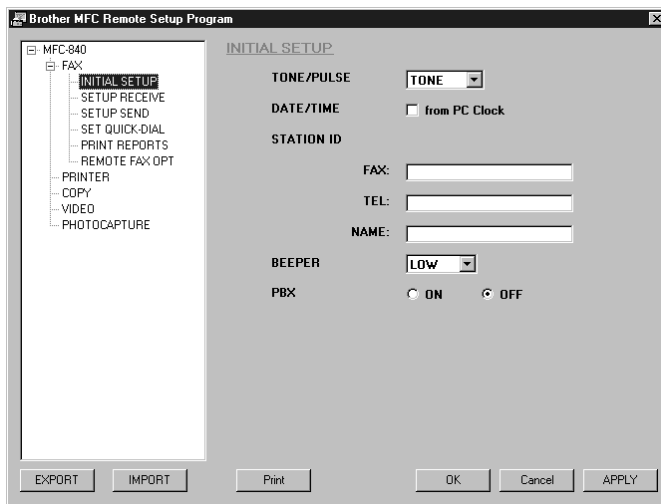 Brother MFC Remote Setup Program
MFC-840
FAX
INITIAL SETUP
SETUP RECEIVE
SETUP SEND
SET QUICK-DIAL
PRINT REPORTS
REMOTE FAX OPT
PRINTER
COPY
VIDEO
PHOTOCAPTURE
INITIAL SETUP
TONE/PULSE TONE
DATE/TIME from PC Clock
STATION ID
FAX:
TEL:
NAME:
BEEPER LOW
PBX ON OFF
EXPORT IMPORT Print OK Cancel APPLY